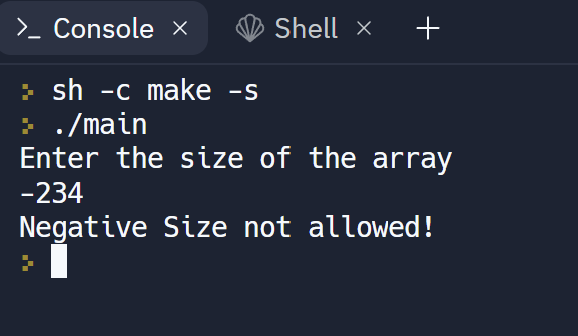 >_ Console ×
Shell × +
> sh -c make -s
> ./main
Enter the size of the array
-234
Negative Size not allowed!
>